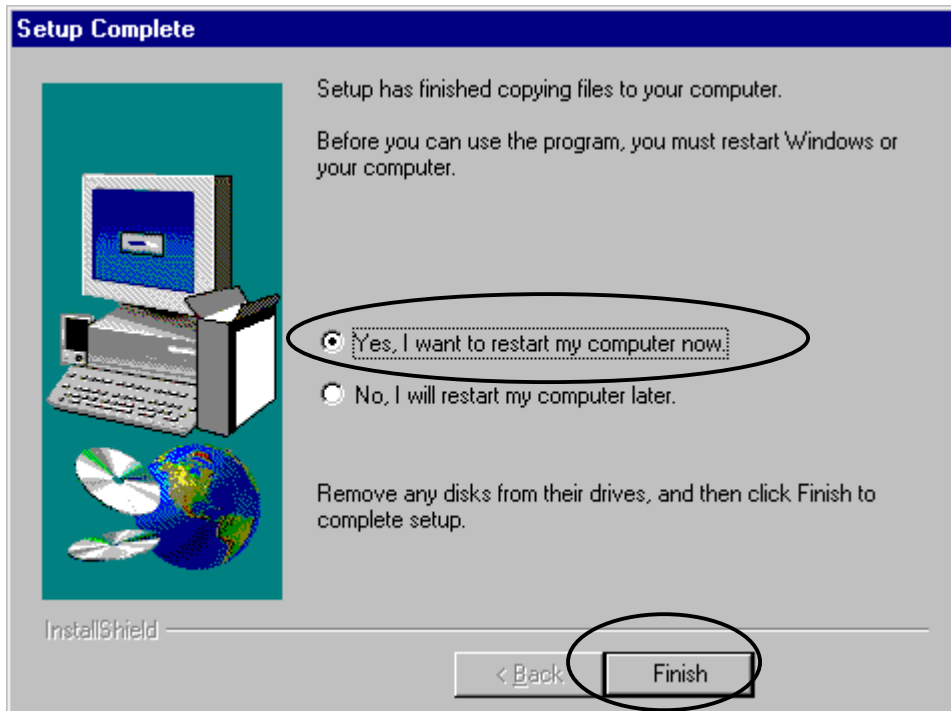 Setup Complete
Setup has finished copying files to your computer.
Before you can use the program, you must restart Windows or
your computer.
Yes, I want to restart my computer now.
No, I will restart my computer later.
Remove any disks from their drives, and then click Finish to
complete setup.
InstallShield
< Back
Finish